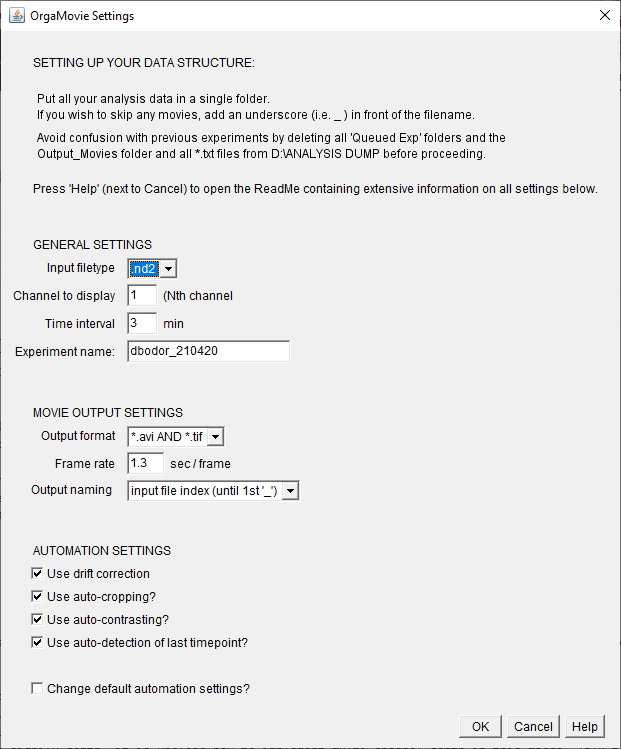 OrgaMovie Settings
SETTING UP YOUR DATA STRUCTURE:
Put all your analysis data in a single folder.
If you wish to skip any movies, add an underscore (i.e. _ ) in front of the filename.
Avoid confusion with previous experiments by deleting all 'Queued Exp' folders and the
Output_Movies folder and all *.txt files from D:\ANALYSIS DUMP before proceeding.
Press 'Help' (next to Cancel) to open the ReadMe containing extensive information on all settings below.
GENERAL SETTINGS
Input filetype .nd2
Channel to display 1 (Nth channel
Time interval 3 min
Experiment name: dbodor_210420
MOVIE OUTPUT SETTINGS
Output format *.avi AND *.tif
Frame rate 1.3 sec / frame
Output naming input file index (until 1st '_')
AUTOMATION SETTINGS
Use drift correction
Use auto-cropping?
Use auto-contrasting?
Use auto-detection of last timepoint?
Change default automation settings?
OK Cancel Help